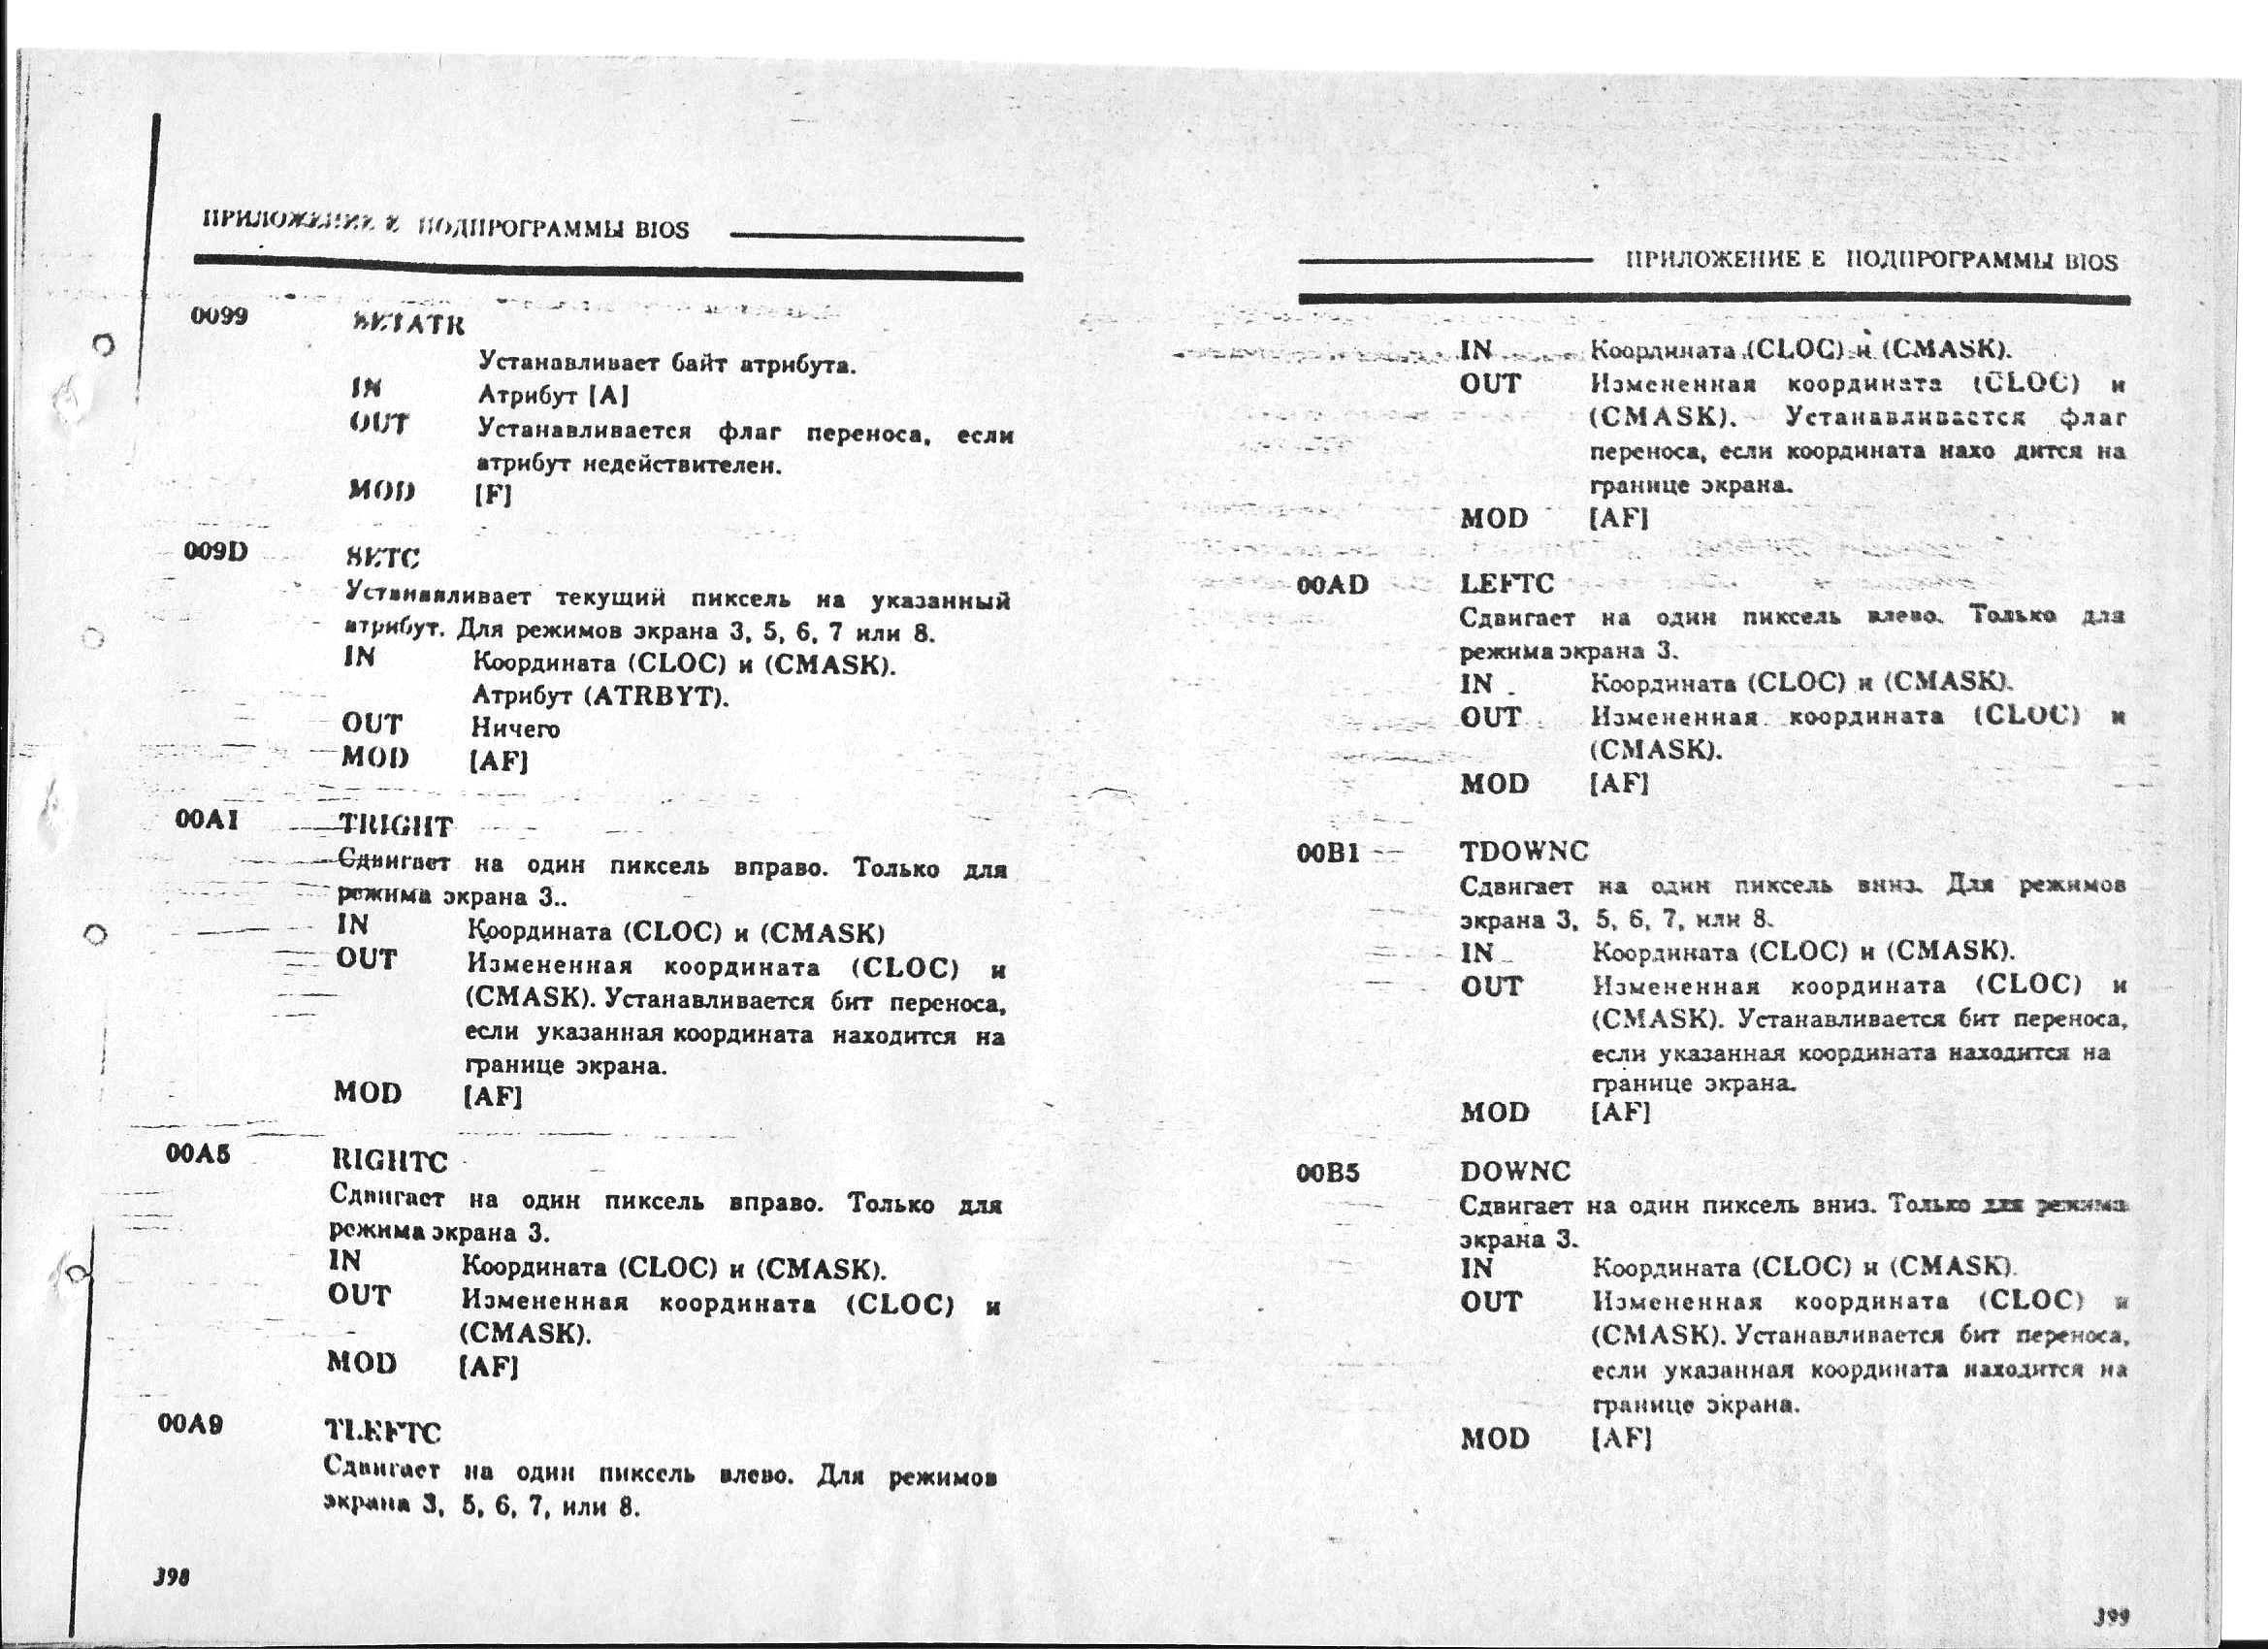 ПРИЛОЖЕНИЕ Е ПОДПРОГРАММЫ BIOS
0099 SETATR
Устанавливает байт атрибута.
IN Атрибут [A]
OUT Устанавливается флаг переноса, если
атрибут недействителен.
MOD [F]
009D SETC
Устанавливает текущий пиксель на указанный
атрибут. Для режимов экрана 3, 5, 6, 7 или 8.
IN Координата (CLOC) и (CMASK).
Атрибут (ATRBYT).
OUT Ничего
MOD [AF]
00A1 TRIGHT
Сдвигает на один пиксель вправо. Только для
режима экрана 3..
IN Координата (CLOC) и (CMASK)
OUT Измененная координата (CLOC) и
(CMASK). Устанавливается бит переноса,
если указанная координата находится на
границе экрана.
MOD [AF]
00A5 RIGHTC
Сдвигает на один пиксель вправо. Только для
режима экрана 3.
IN Координата (CLOC) и (CMASK).
OUT Измененная координата (CLOC) и
(CMASK).
MOD [AF]
00A9 TLEFTC
Сдвигает на один пиксель влево. Для режимов
экрана 3, 5, 6, 7, или 8.
398
ПРИЛОЖЕНИЕ Е ПОДПРОГРАММЫ BIOS
IN Координата (CLOC) и (CMASK).
OUT Измененная координата (CLOC) и
(CMASK). Устанавливается флаг
переноса, если координата нахо дится на
границе экрана.
MOD [AF]
00AD LEFTC
Сдвигает на один пиксель влево. Только для
режима экрана 3.
IN Координата (CLOC) и (CMASK).
OUT Измененная координата (CLOC) и
(CMASK).
MOD [AF]
00B1 TDOWNC
Сдвигает на один пиксель вниз. Для режимов
экрана 3, 5, 6, 7, или 8.
IN Координата (CLOC) и (CMASK).
OUT Измененная координата (CLOC) и
(CMASK). Устанавливается бит переноса,
если указанная координата находится на
границе экрана.
MOD [AF]
00B5 DOWNC
Сдвигает на один пиксель вниз. Только для режима
экрана 3.
IN Координата (CLOC) и (CMASK).
OUT Измененная координата (CLOC) и
(CMASK). Устанавливается бит переноса,
если указанная координата находится на
границе экрана.
MOD [AF]
399